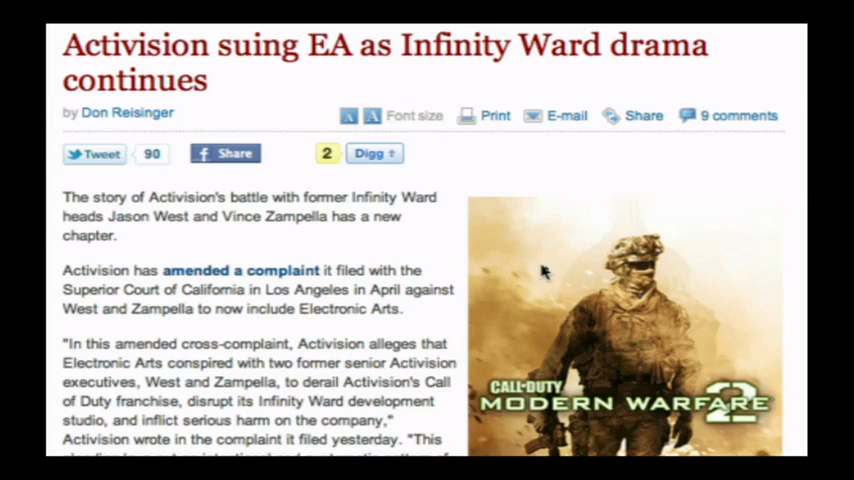 Activision suing EA as Infinity Ward drama
continues
by Don Reisinger
A A Font size Print E-mail Share 9 comments
Tweet 90 Share 2 Digg
The story of Activision's battle with former Infinity Ward
heads Jason West and Vince Zampella has a new
chapter.
Activision has amended a complaint it filed with the
Superior Court of California in Los Angeles in April against
West and Zampella to now include Electronic Arts.
"In this amended cross-complaint, Activision alleges that
Electronic Arts conspired with two former senior Activision
executives, West and Zampella, to derail Activision's Call
of Duty franchise, disrupt its Infinity Ward development
studio, and inflict serious harm on the company,"
Activision wrote in the complaint it filed yesterday. "This
CALL·DUTY
MODERN WARFARE 2